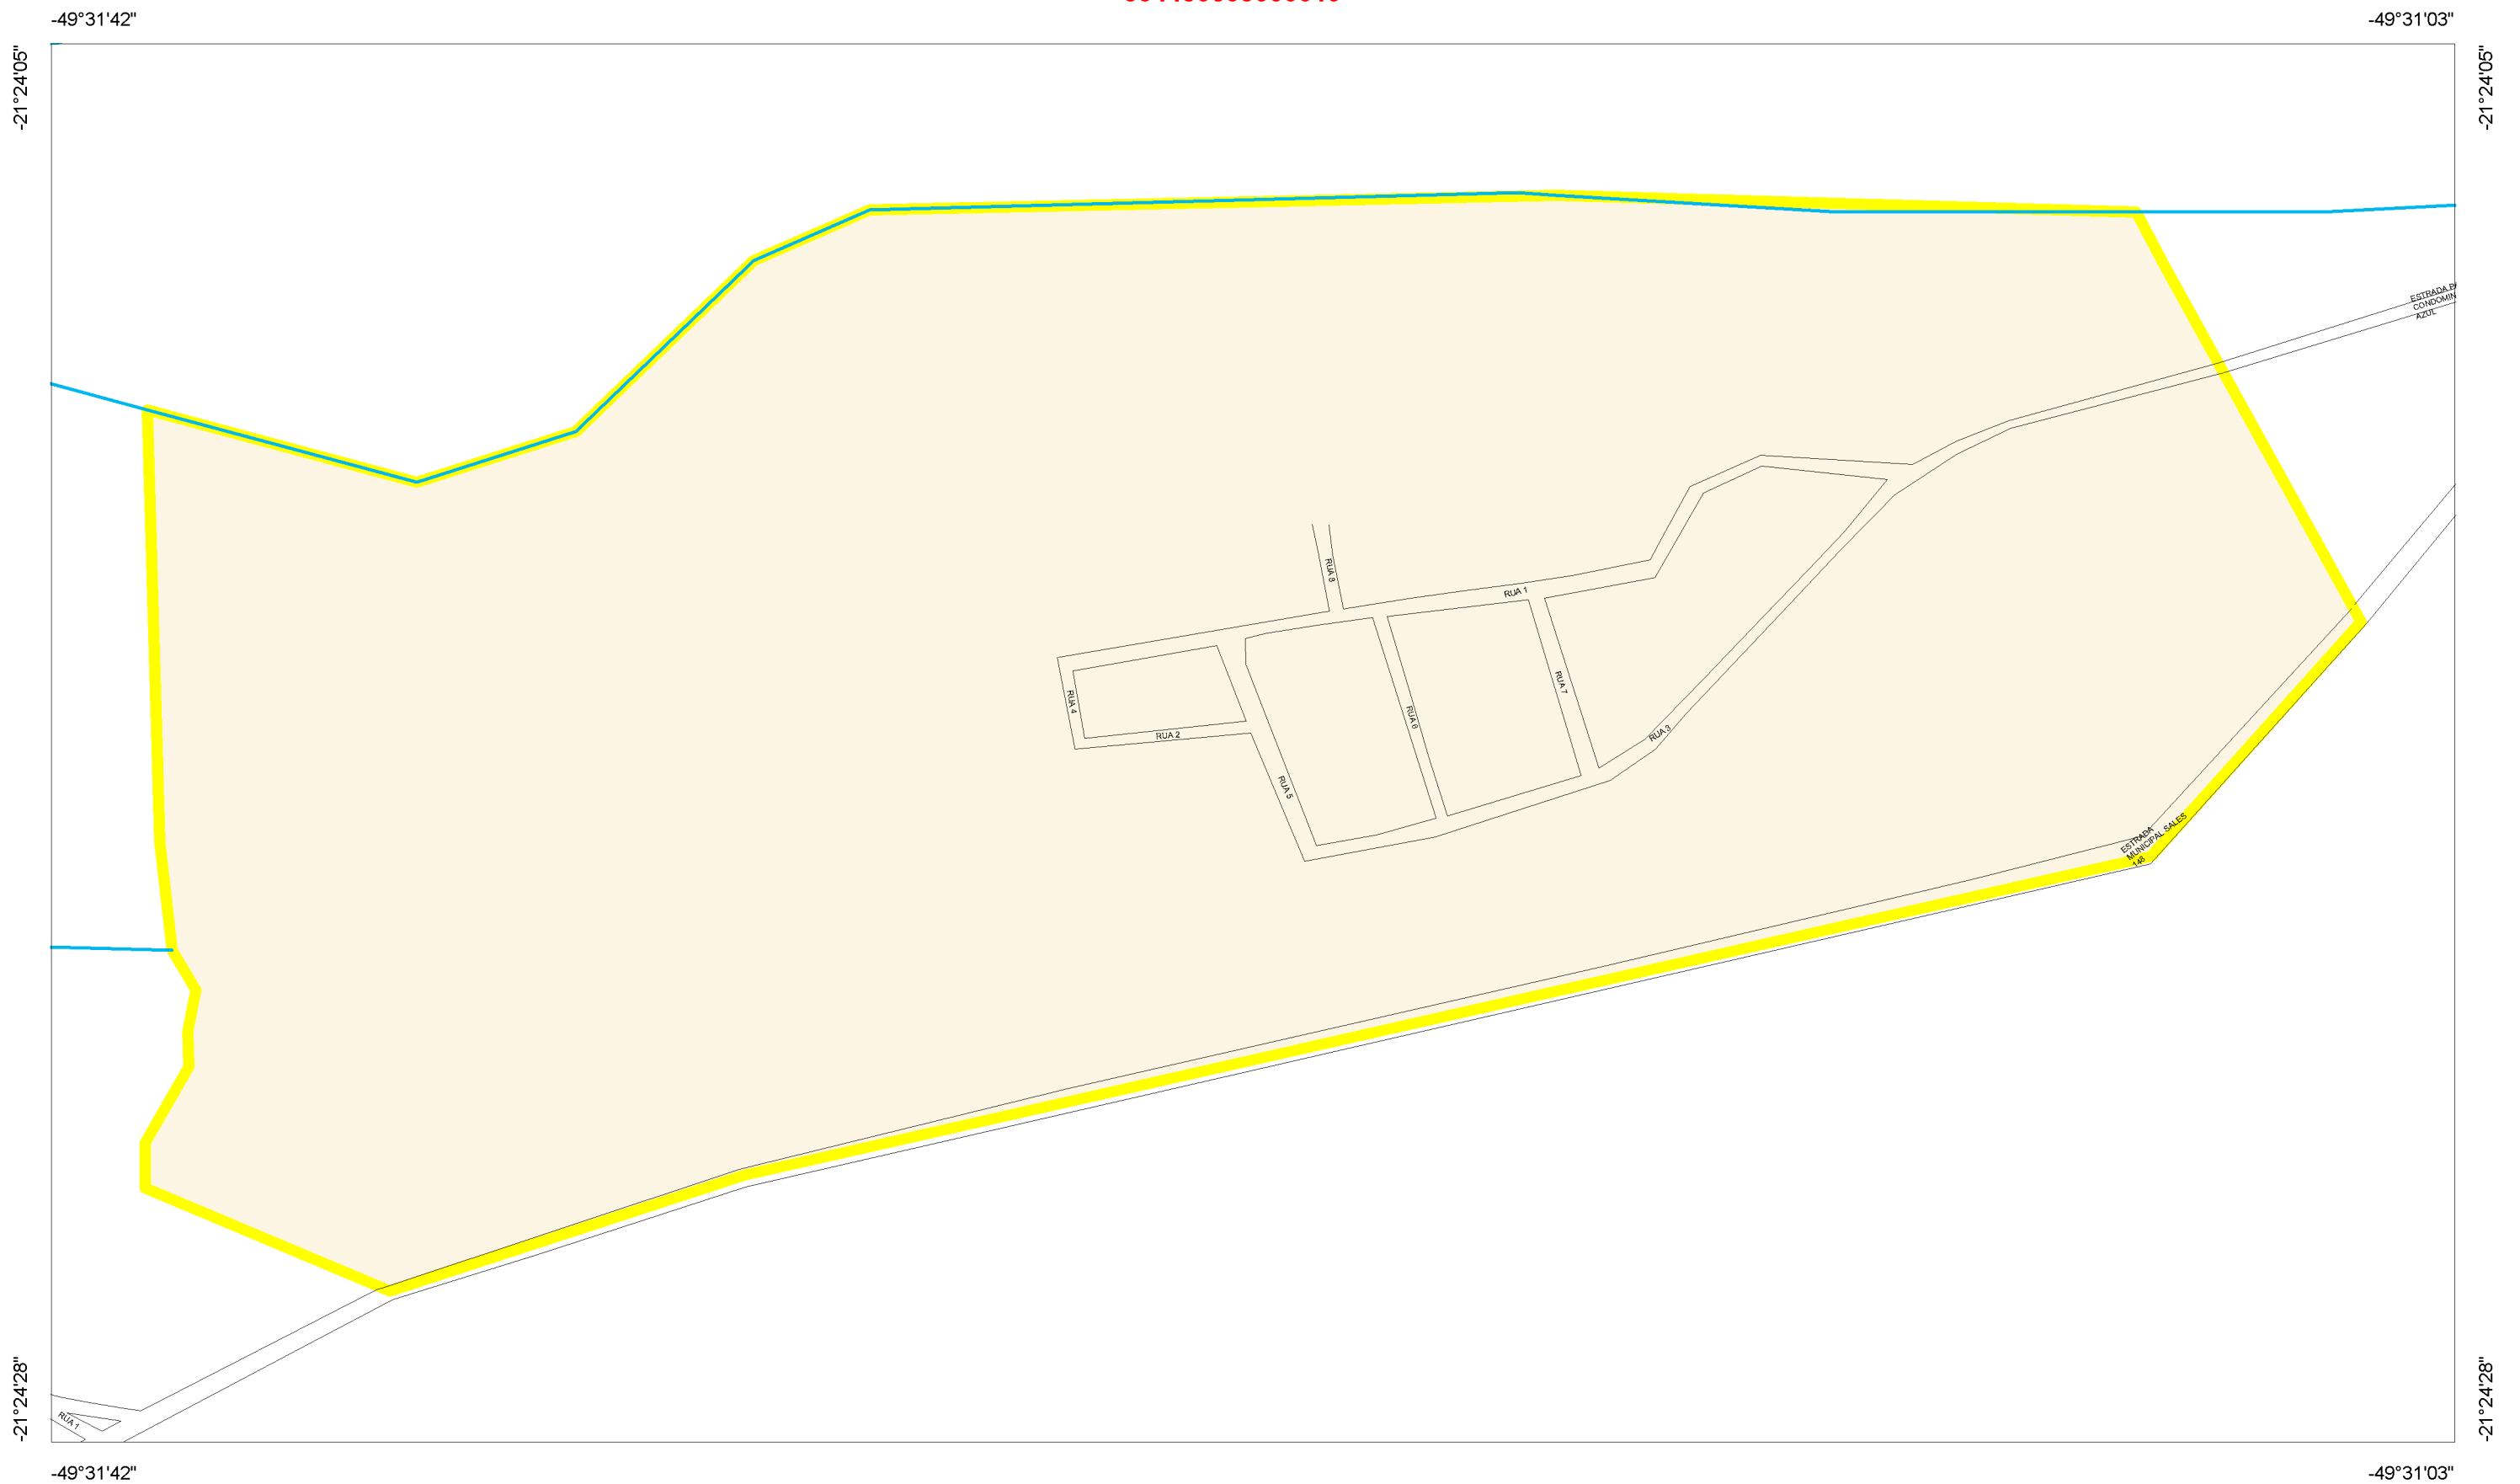 -49°31'42"
-49°31'03"
-21°24'05"
-21°24'05"
ESTRADA
CONDOMIN
AZUL
RUA 8
RUA 1
RUA 4
RUA 2
RUA 6
RUA 7
RUA 3
RUA 5
ESTRADA
MUNICIPAL SALES
148
RUA 1
-21°24'28"
-21°24'28"
-49°31'42"
-49°31'03"